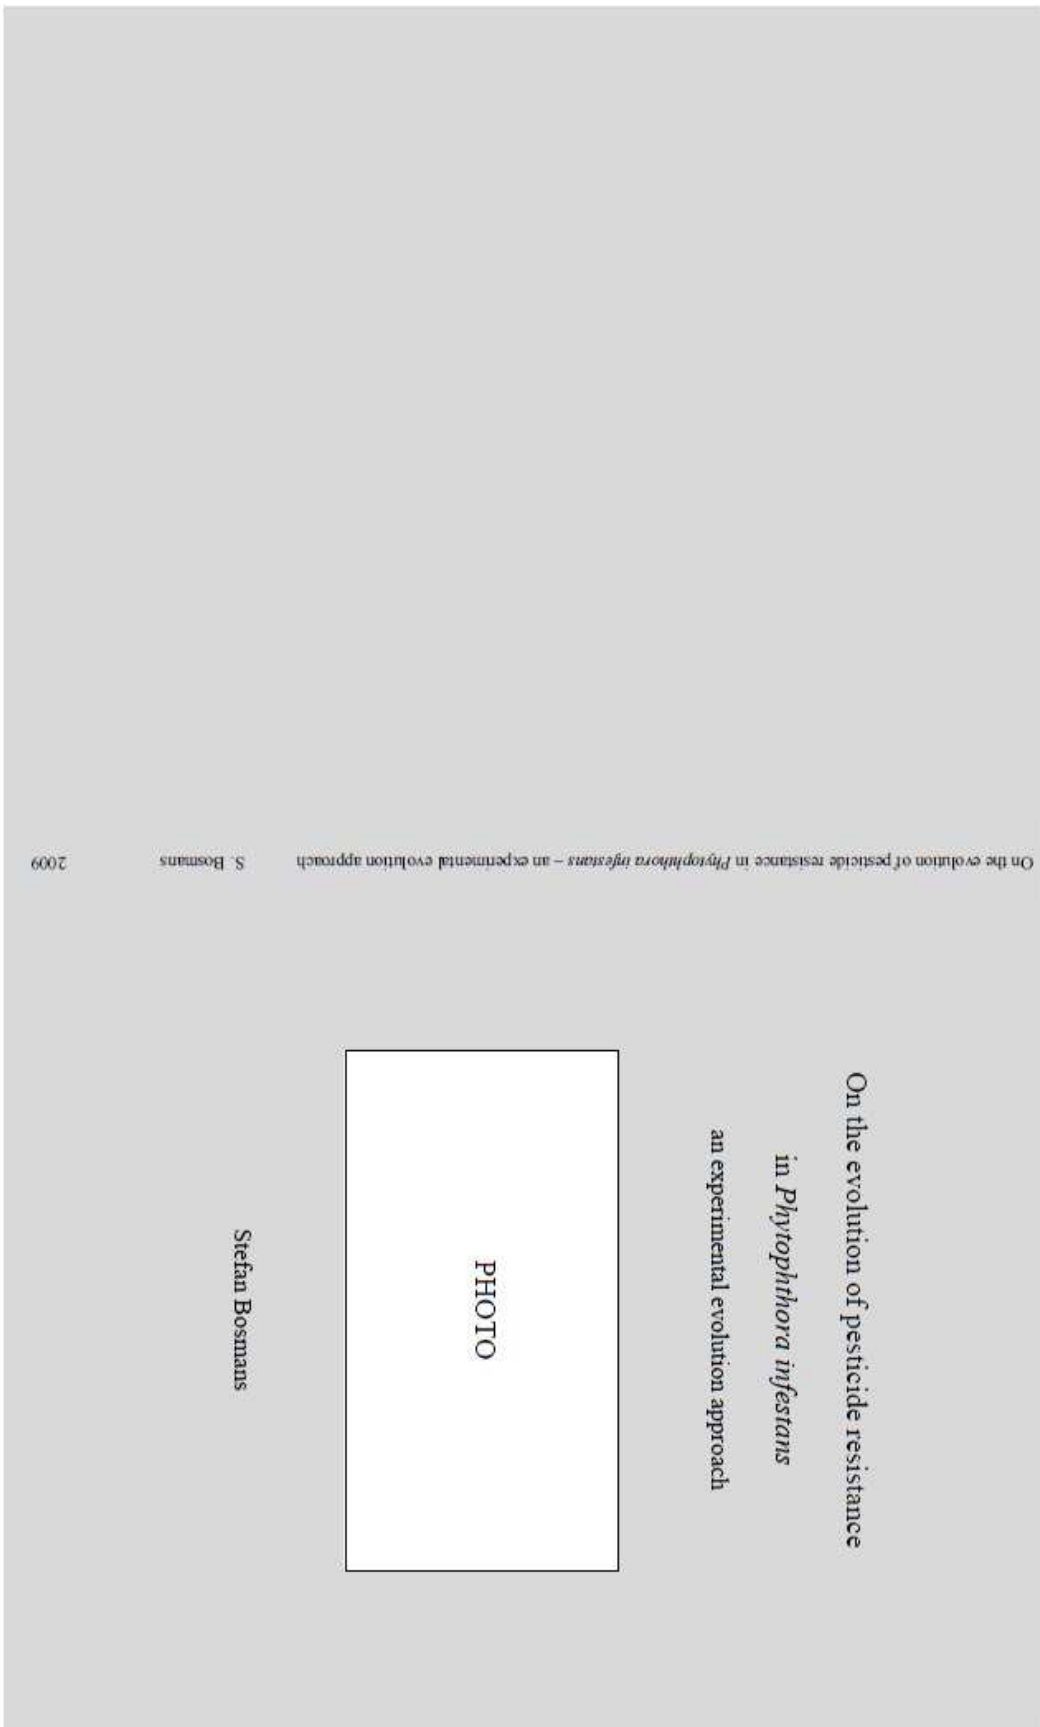 On the evolution of pesticide resistance in Phytophthora infestans – an experimental evolution approach S. Bosmans 2009
On the evolution of pesticide resistance
in Phytophthora infestans
an experimental evolution approach
PHOTO
Stefan Bosmans